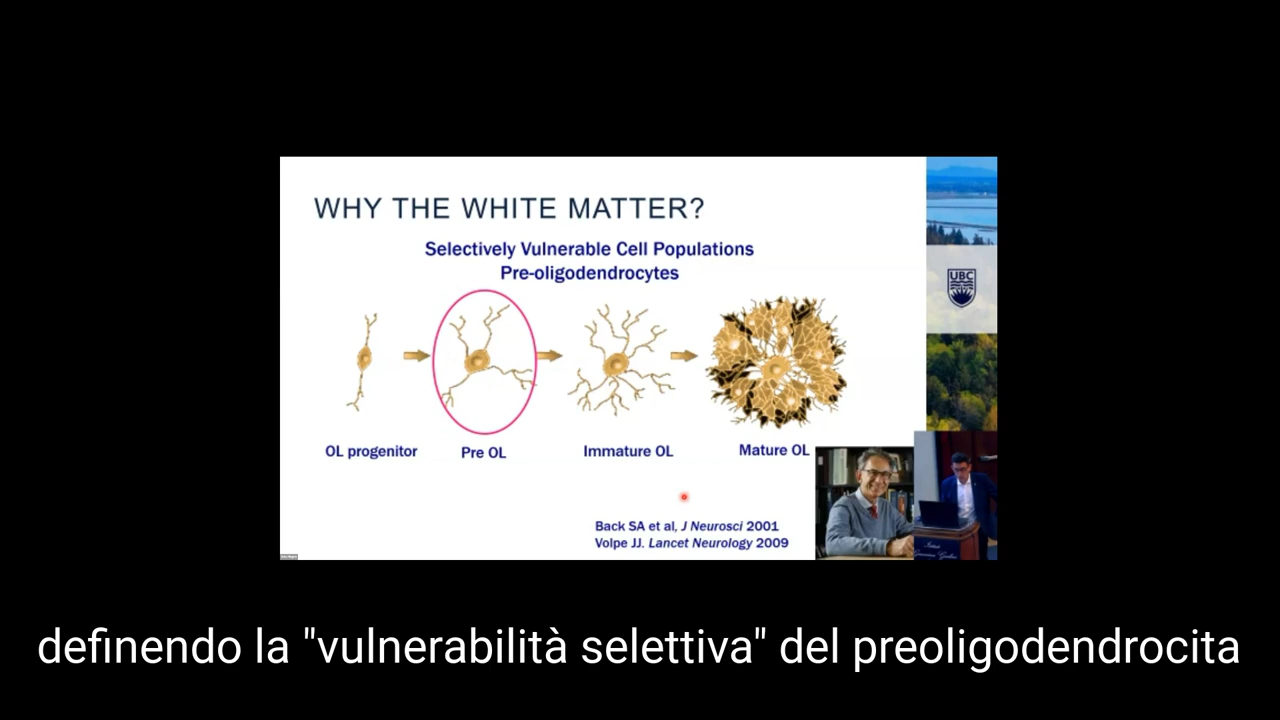 WHY THE WHITE MATTER?
Selectively Vulnerable Cell Populations
Pre-oligodendrocytes
UBC
OL progenitor
Pre OL
Immature OL
Mature OL
Back SA et al, J Neurosci 2001
Volpe JJ. Lancet Neurology 2009
definendo la "vulnerabilità selettiva" del preoligodendrocita